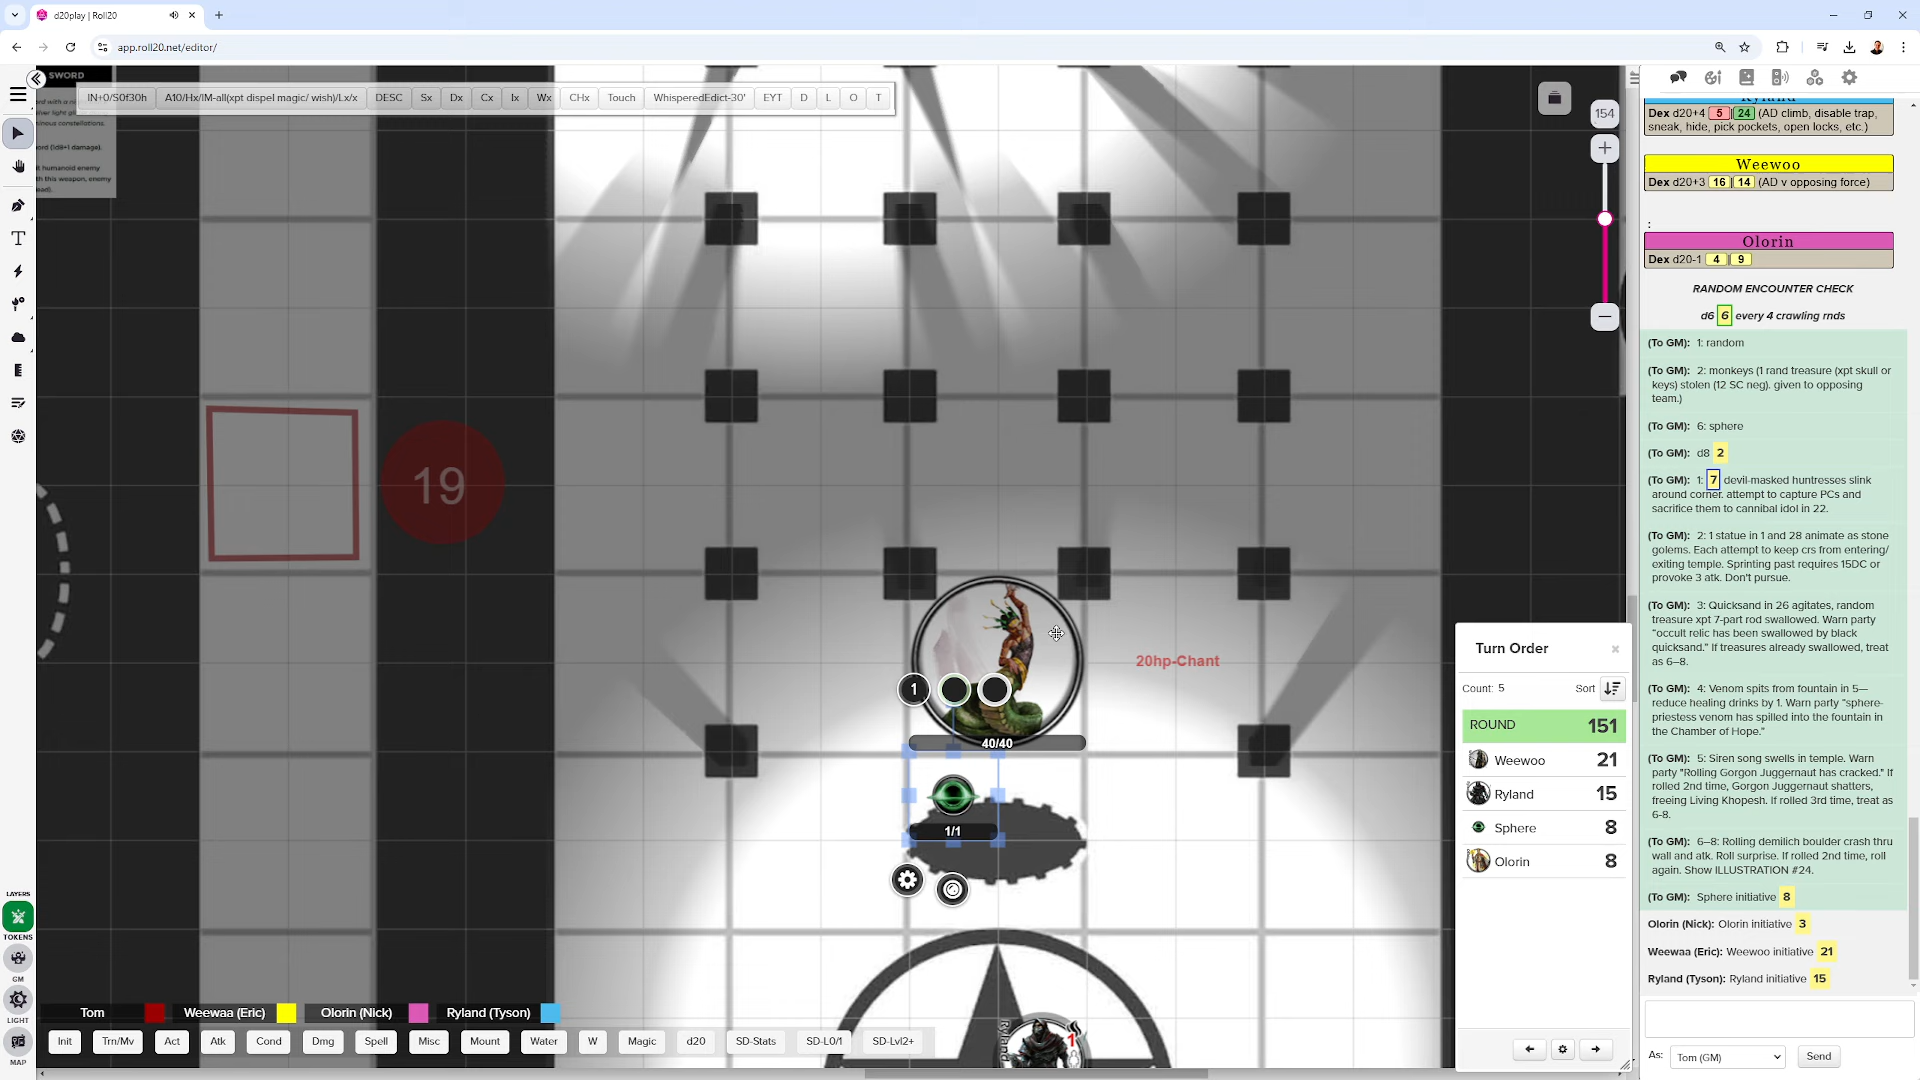 d20play | Roll20
app.roll20.net/editor/
SWORD
IN+0/S0f30h
A10/Hx/IM-all(xpt dispel magic/ wish)/Lx/x
DESC
Sx
Dx
Cx
Ix
Wx
CHx
Touch
WhisperedEdict-30'
EYT
D
L
O
T
154
19
20hp-Chant
1
40/40
1/1
1
Turn Order
Count: 5
Sort
ROUND 151
Weewoo 21
Ryland 15
Sphere 8
Olorin 8
Dex d20+4 5 24 (AD climb, disable trap,
sneak, hide, pick pockets, open locks, etc.)
Weewoo
Dex d20+3 16 14 (AD v opposing force)
:
Olorin
Dex d20-1 4 9
RANDOM ENCOUNTER CHECK
d6 6 every 4 crawling rnds
(To GM): 1: random
(To GM): 2: monkeys (1 rand treasure (xpt skull or
keys) stolen (12 SC neg). given to opposing
team.)
(To GM): 6: sphere
(To GM): d8 2
(To GM): 1: 7 devil-masked huntresses slink
around corner. attempt to capture PCs and
sacrifice them to cannibal idol in 22.
(To GM): 2: 1 statue in 1 and 28 animate as stone
golems. Each attempt to keep crs from entering/
exiting temple. Sprinting past requires 15DC or
provoke 3 atk. Don't pursue.
(To GM): 3: Quicksand in 26 agitates, random
treasure xpt 7-part rod swallowed. Warn party
"occult relic has been swallowed by black
quicksand." If treasures already swallowed, treat
as 6–8.
(To GM): 4: Venom spits from fountain in 5—
reduce healing drinks by 1. Warn party "sphere-
priestess venom has spilled into the fountain in
the Chamber of Hope."
(To GM): 5: Siren song swells in temple. Warn
party "Rolling Gorgon Juggernaut has cracked." If
rolled 2nd time, Gorgon Juggernaut shatters,
freeing Living Khopesh. If rolled 3rd time, treat as
6-8.
(To GM): 6–8: Rolling demilich boulder crash thru
wall and atk. Roll surprise. If rolled 2nd time, roll
again. Show ILLUSTRATION #24.
(To GM): Sphere initiative 8
Olorin (Nick): Olorin initiative 3
Weewaa (Eric): Weewoo initiative 21
Ryland (Tyson): Ryland initiative 15
As: Tom (GM)
Send
LAYERS
TOKENS
GM
LIGHT
MAP
Tom
Weewaa (Eric)
Olorin (Nick)
Ryland (Tyson)
Init
Trn/Mv
Act
Atk
Cond
Dmg
Spell
Misc
Mount
Water
W
Magic
d20
SD-Stats
SD-L0/1
SD-Lvl2+
Ryland